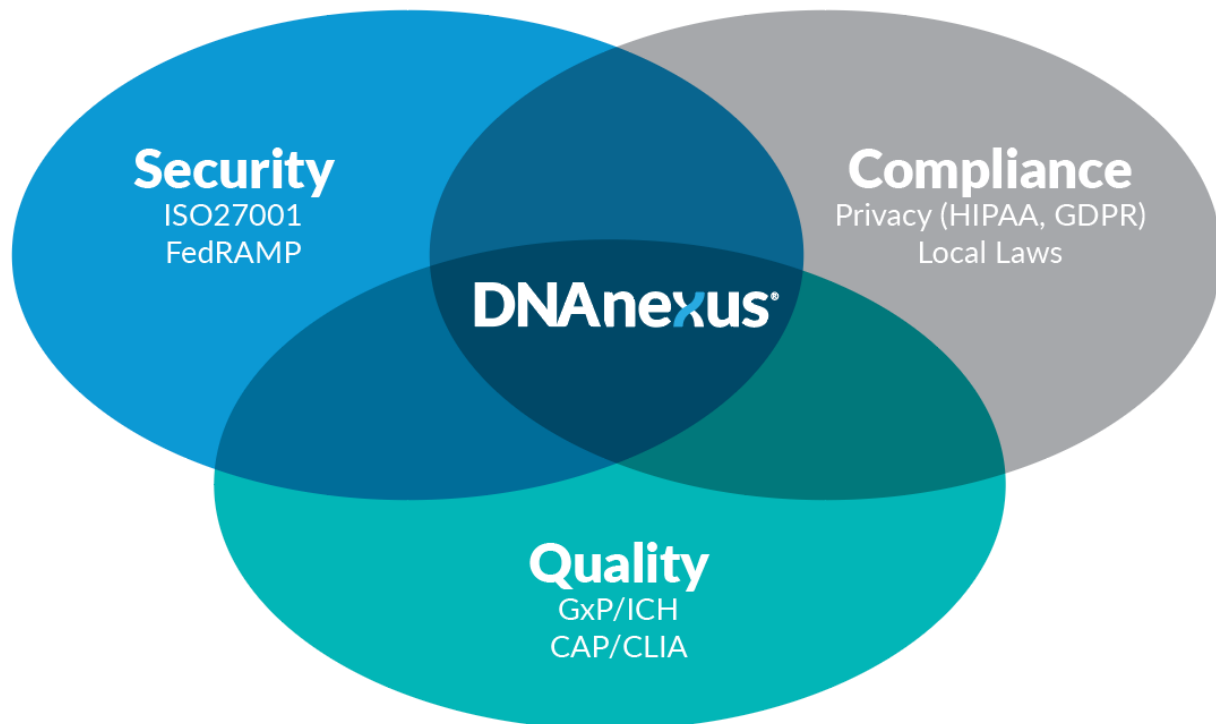 Security
ISO27001
FedRAMP
Compliance
Privacy (HIPAA, GDPR)
Local Laws
DNAnexus®
Quality
GxP/ICH
CAP/CLIA